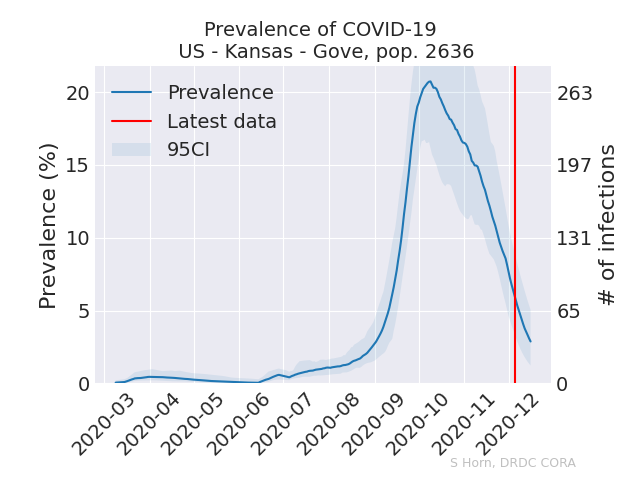 Prevalence of COVID-19
US - Kansas - Gove, pop. 2636
Prevalence
Latest data
95CI
Prevalence (%)
20
15
10
5
0
263
197
131
65
0
# of infections
2020-03
2020-04
2020-05
2020-06
2020-07
2020-08
2020-09
2020-10
2020-11
2020-12
S Horn, DRDC CORA